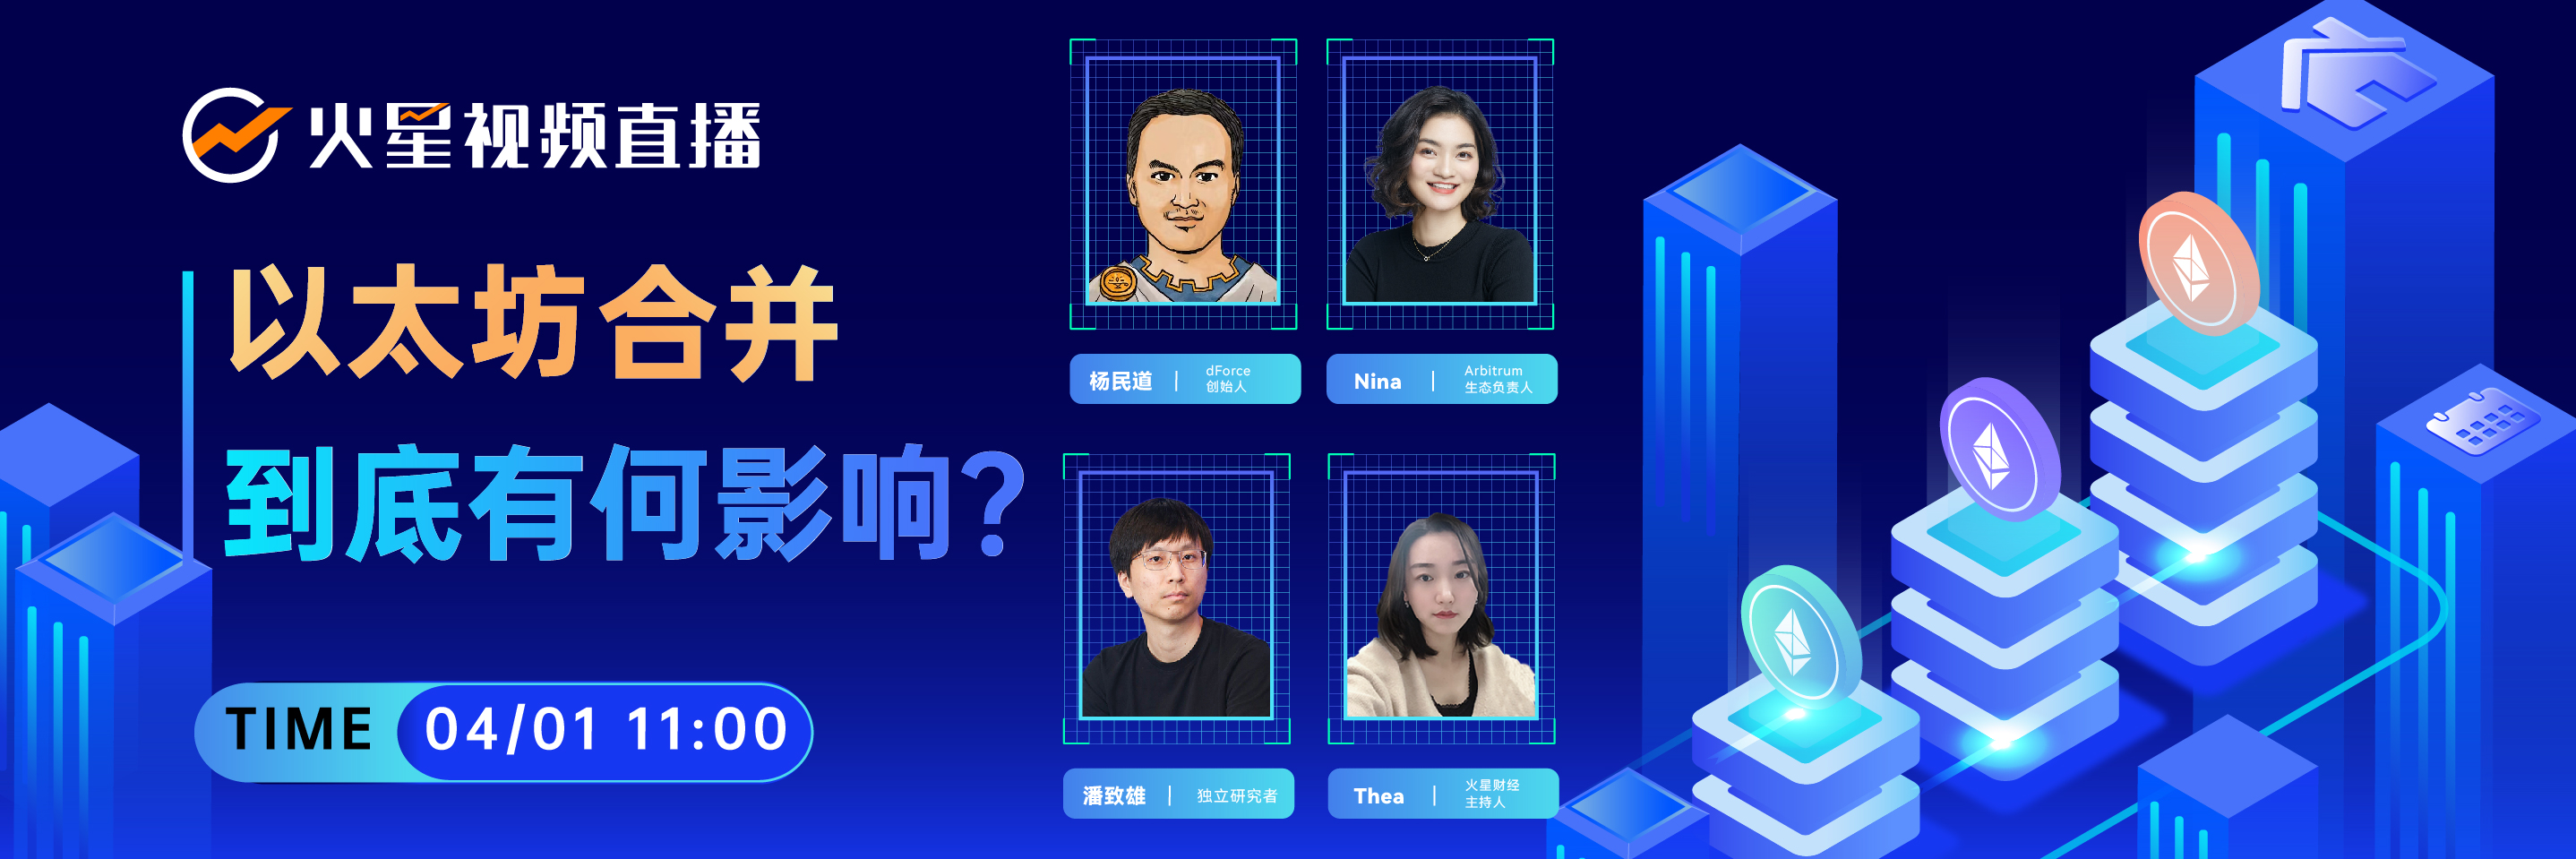 火星视频直播
以太坊合并
到底有何影响?
TIME 04/01 11:00
杨民道 | dForce
创始人
Nina | Arbitrum
生态负责人
潘致雄 | 独立研究者
Thea | 火星财经
主持人